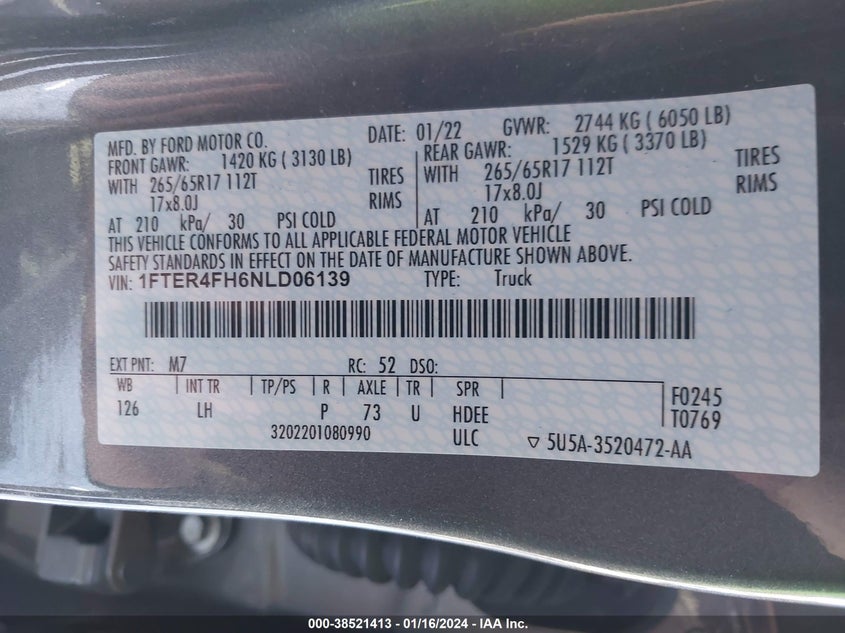 MFD. BY FORD MOTOR CO. DATE: 01/22 GVWR: 2744 KG ( 6050 LB)
FRONT GAWR: 1420 KG ( 3130 LB) REAR GAWR: 1529 KG ( 3370 LB)
WITH 265/65R17 112T TIRES WITH 265/65R17 112T TIRES
17x8.0J RIMS 17x8.0J RIMS
AT 210 kPa/ 30 PSI COLD AT 210 kPa/ 30 PSI COLD
THIS VEHICLE CONFORMS TO ALL APPLICABLE FEDERAL MOTOR VEHICLE
SAFETY STANDARDS IN EFFECT ON THE DATE OF MANUFACTURE SHOWN ABOVE.
VIN: 1FTER4FH6NLD06139 TYPE: Truck
EXT PNT: M7 RC: 52 DSO:
WB INT TR TP/PS R AXLE TR SPR F0245
126 LH P 73 U HDEE T0769
3202201080990 ULC ▽ 5U5A-3520472-AA
000-38521413 - 01/16/2024 - IAA Inc.